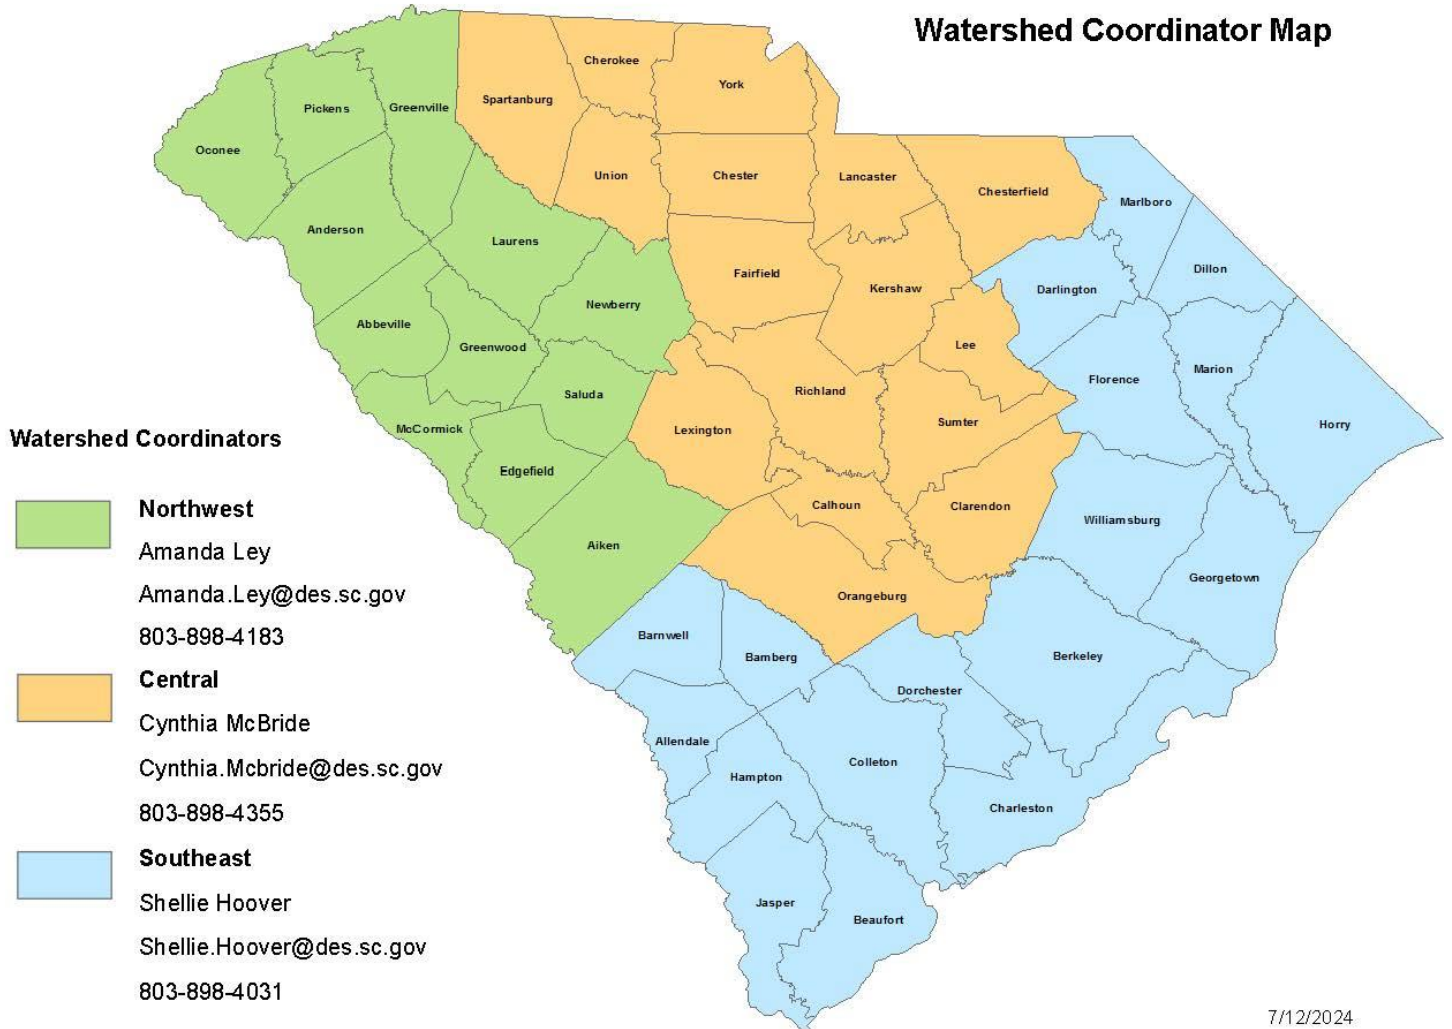 Watershed Coordinator Map
Cherokee
York
Spartanburg
Pickens
Greenville
Oconee
Union
Chester
Lancaster
Chesterfield
Marlboro
Anderson
Laurens
Fairfield
Kershaw
Darlington
Dillon
Newberry
Abbeville
Greenwood
Lee
Richland
Florence
Marion
Saluda
McCormick
Lexington
Sumter
Horry
Edgefield
Calhoun
Clarendon
Williamsburg
Aiken
Orangeburg
Georgetown
Barnwell
Bamberg
Berkeley
Dorchester
Allendale
Hampton
Colleton
Charleston
Jasper
Beaufort
Watershed Coordinators
Northwest
Amanda Ley
Amanda.Ley@des.sc.gov
803-898-4183
Central
Cynthia McBride
Cynthia.Mcbride@des.sc.gov
803-898-4355
Southeast
Shellie Hoover
Shellie.Hoover@des.sc.gov
803-898-4031
7/12/2024